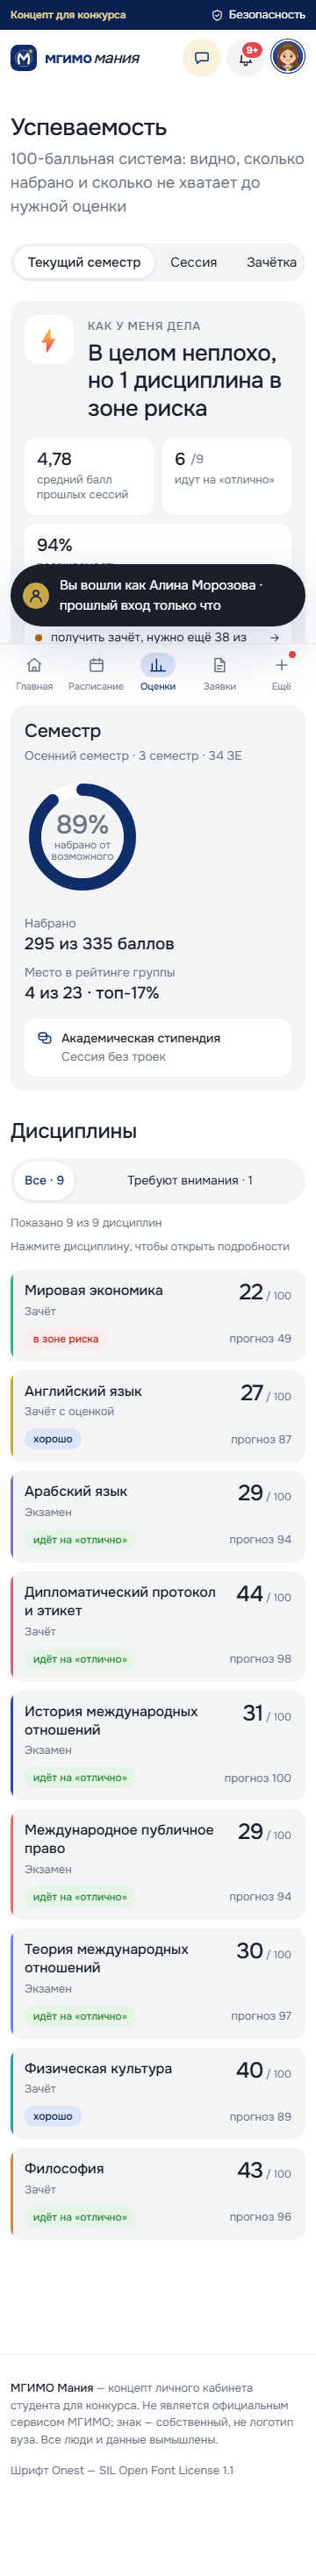 Концепт для конкурса
Безопасность
МГИМО МАНИЯ
9+
Успеваемость
100-балльная система: видно, сколько
набрано и сколько не хватает до
нужной оценки
Текущий семестр
Сессия
Зачётка
КАК У МЕНЯ ДЕЛА
В целом неплохо,
но 1 дисциплина в
зоне риска
4,78
средний балл
прошлых сессий
6 /9
идут на «отлично»
94%
Вы вошли как Алина Морозова ·
прошлый вход только что
получить зачёт, нужно ещё 38 из
Главная
Расписание
Оценки
Заявки
Ещё
Семестр
Осенний семестр · 3 семестр · 34 ЗЕ
89%
набрано от
возможного
Набрано
295 из 335 баллов
Место в рейтинге группы
4 из 23 · топ-17%
Академическая стипендия
Сессия без троек
Дисциплины
Все · 9
Требуют внимания · 1
Показано 9 из 9 дисциплин
Нажмите дисциплину, чтобы открыть подробности
Мировая экономика
22 / 100
Зачёт
в зоне риска
прогноз 49
Английский язык
27 / 100
Зачёт с оценкой
хорошо
прогноз 87
Арабский язык
29 / 100
Экзамен
идёт на «отлично»
прогноз 94
Дипломатический протокол
и этикет
44 / 100
Зачёт
идёт на «отлично»
прогноз 98
История международных
отношений
31 / 100
Экзамен
идёт на «отлично»
прогноз 100
Международное публичное
право
29 / 100
Экзамен
идёт на «отлично»
прогноз 94
Теория международных
отношений
30 / 100
Экзамен
идёт на «отлично»
прогноз 97
Физическая культура
40 / 100
Зачёт
хорошо
прогноз 89
Философия
43 / 100
Зачёт
идёт на «отлично»
прогноз 96
МГИМО Мания — концепт личного кабинета
студента для конкурса. Не является официальным
сервисом МГИМО; знак — собственный, не логотип
вуза. Все люди и данные вымышлены.
Шрифт Onest — SIL Open Font License 1.1